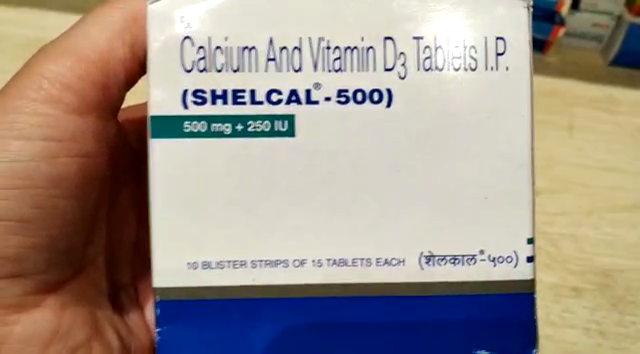 Rx
Calcium And Vitamin D3 Tablets I.P.
(SHELCAL®-500)
500 mg + 250 IU
10 BLISTER STRIPS OF 15 TABLETS EACH (शेलकाल®-५००)